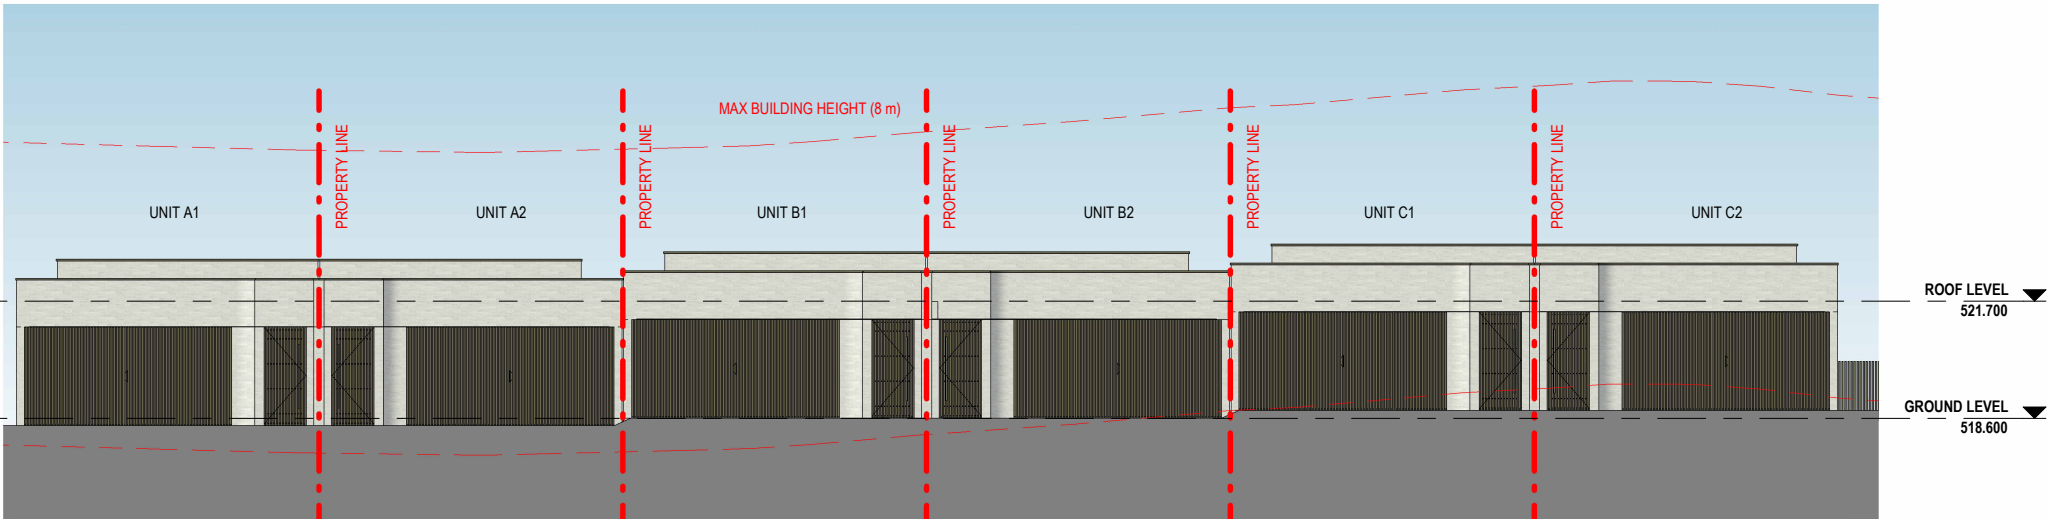 MAX BUILDING HEIGHT (8 m)
PROPERTY LINE
PROPERTY LINE
PROPERTY LINE
PROPERTY LINE
PROPERTY LINE
UNIT A1
UNIT A2
UNIT B1
UNIT B2
UNIT C1
UNIT C2
ROOF LEVEL
521.700
GROUND LEVEL
518.600